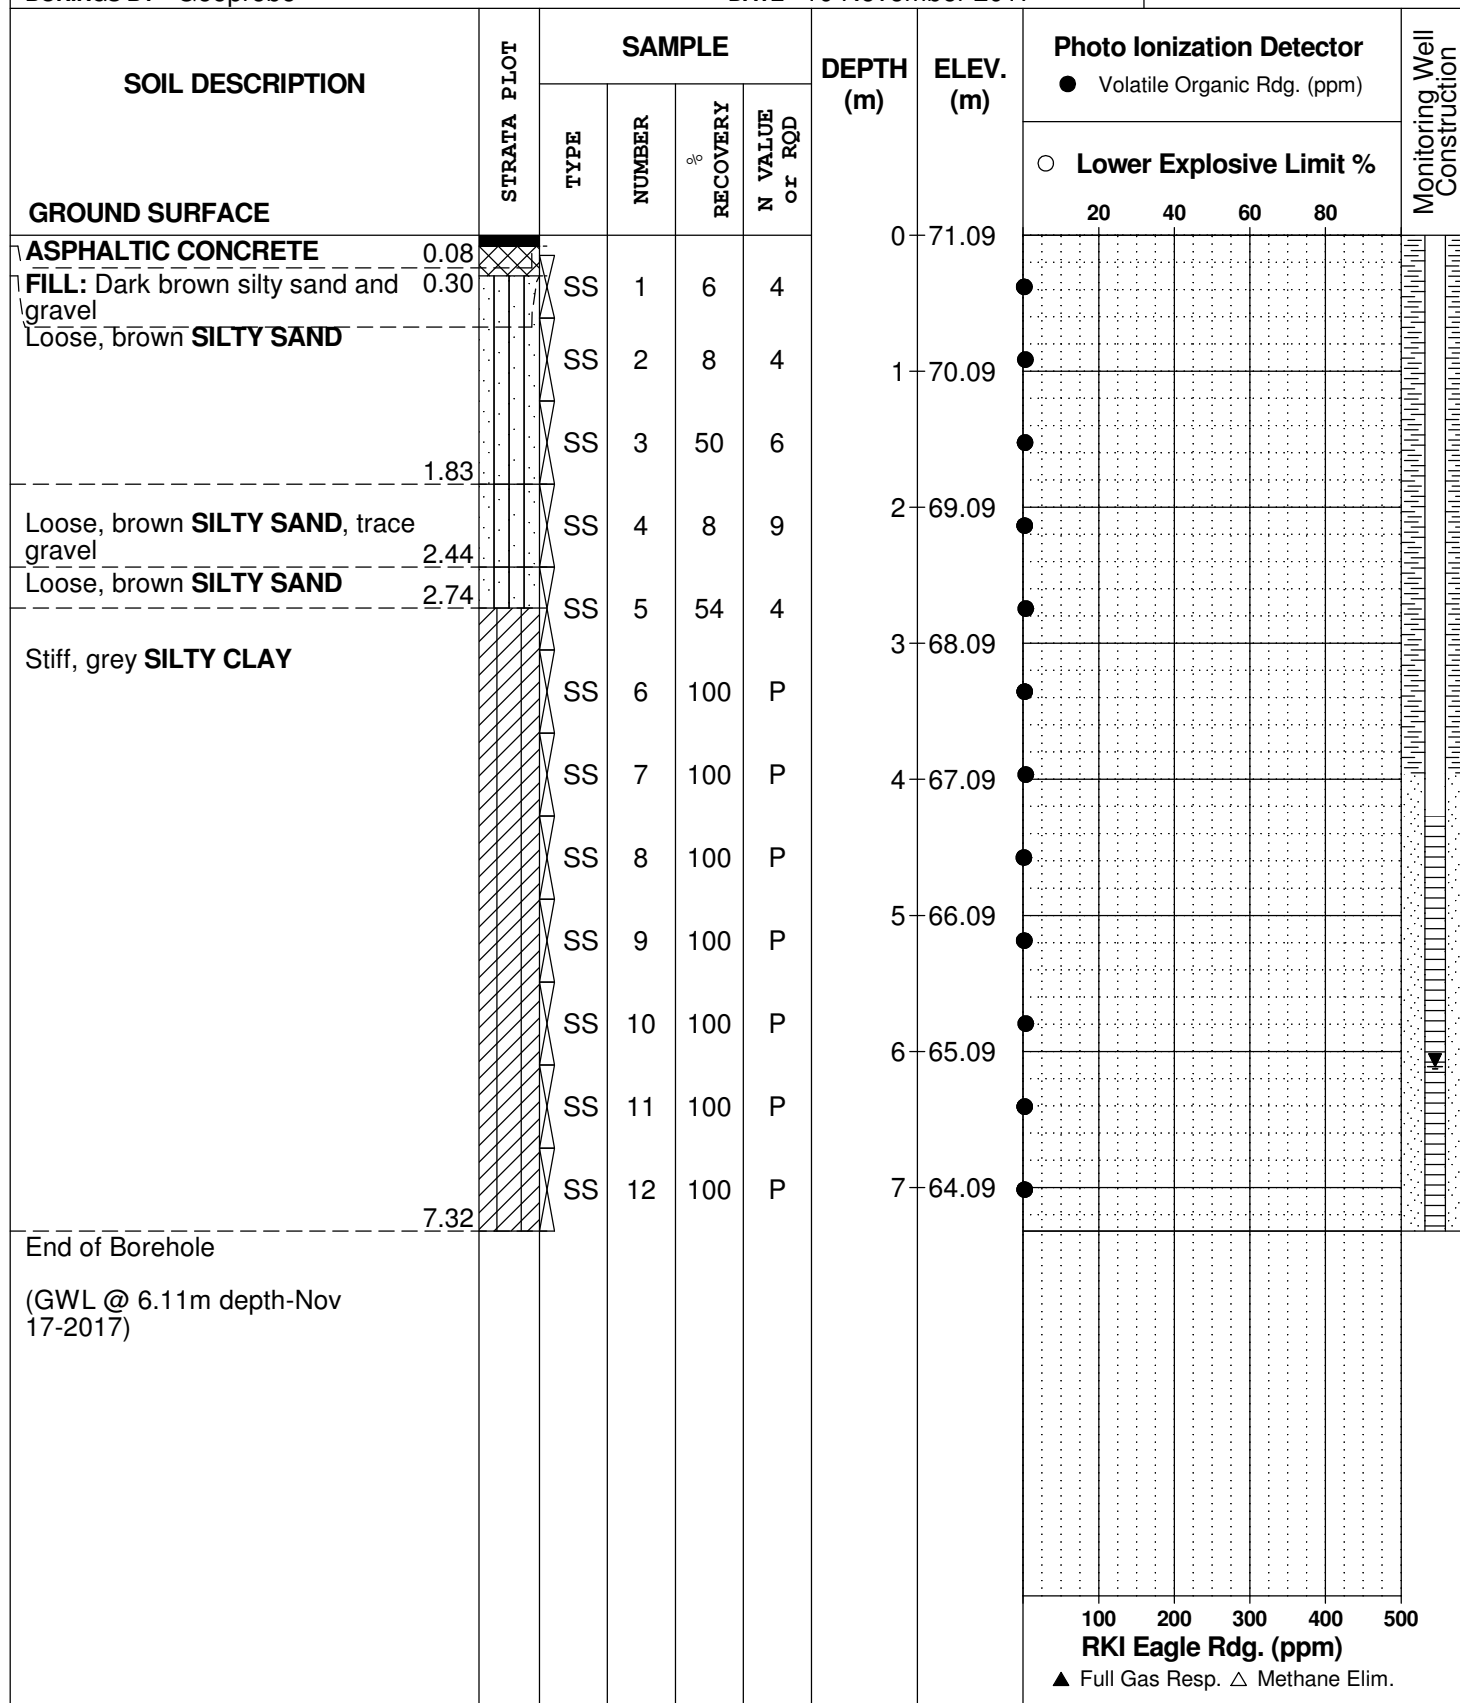 SOIL DESCRIPTION
GROUND SURFACE
STRATA PLOT
SAMPLE
TYPE
NUMBER
% RECOVERY
N VALUE or RQD
DEPTH (m)
ELEV. (m)
Photo Ionization Detector
● Volatile Organic Rdg. (ppm)
○ Lower Explosive Limit %
20 40 60 80
Monitoring Well Construction
0 71.09
ASPHALTIC CONCRETE 0.08
FILL: Dark brown silty sand and 0.30
gravel
SS 1 6 4
Loose, brown SILTY SAND
SS 2 8 4
1 70.09
SS 3 50 6
1.83
2 69.09
Loose, brown SILTY SAND, trace
gravel 2.44
SS 4 8 9
Loose, brown SILTY SAND
2.74
SS 5 54 4
3 68.09
Stiff, grey SILTY CLAY
SS 6 100 P
SS 7 100 P
4 67.09
SS 8 100 P
5 66.09
SS 9 100 P
SS 10 100 P
6 65.09
SS 11 100 P
SS 12 100 P
7 64.09
7.32
End of Borehole
(GWL @ 6.11m depth-Nov
17-2017)
100 200 300 400 500
RKI Eagle Rdg. (ppm)
▲ Full Gas Resp. △ Methane Elim.